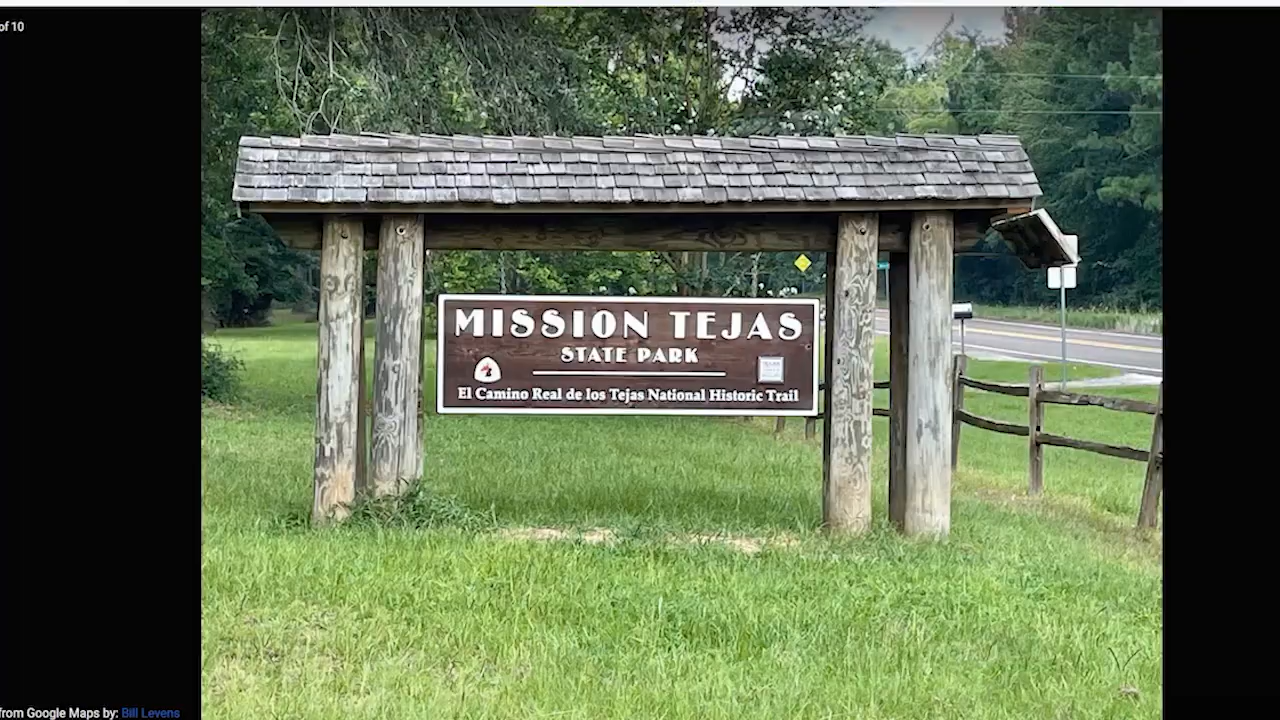 of 10
MISSION TEJAS
STATE PARK
El Camino Real de los Tejas National Historic Trail
from Google Maps by: Bill Levens